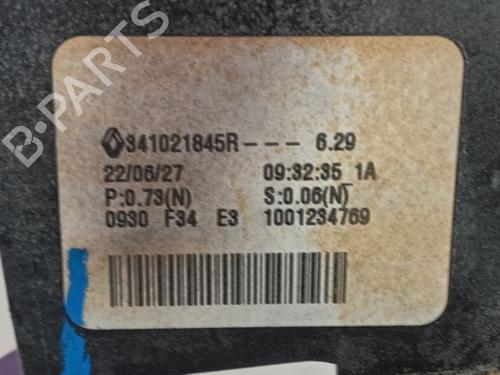 B-PARTS
341021845R--- 6.29
22/06/27 09:32:35 1A
P:0.73(N) S:0.06(N)
0930 F34 E3 1001234769